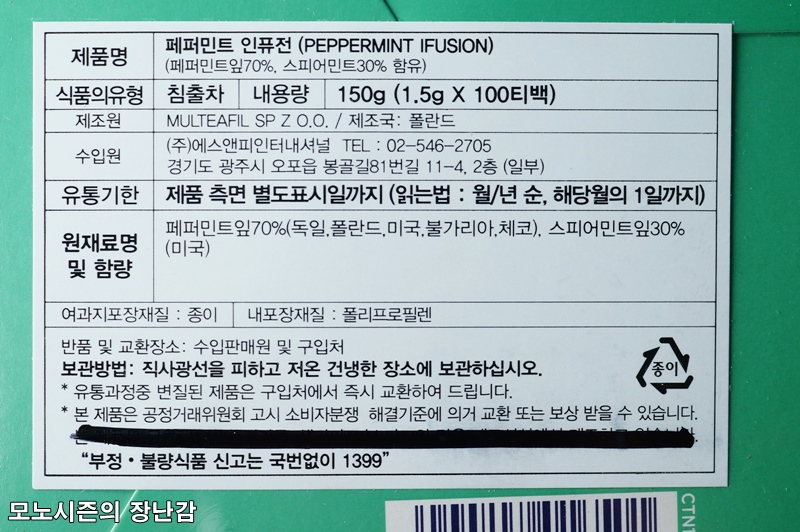 제품명 페퍼민트 인퓨전 (PEPPERMINT IFUSION)
(페퍼민트잎70%, 스피어민트30% 함유)
식품의유형 침출차 내용량 150g (1.5g X 100티백)
제조원 MULTEAFIL SP Z O.O. / 제조국: 폴란드
수입원 (주)에스앤피인터내셔널 TEL : 02-546-2705
경기도 광주시 오포읍 봉골길81번길 11-4, 2층 (일부)
유통기한 제품 측면 별도표시일까지 (읽는법 : 월/년 순, 해당월의 1일까지)
원재료명 및 함량
페퍼민트잎70%(독일,폴란드,미국,불가리아,체코), 스피어민트잎30%
(미국)
여과지포장재질 : 종이 내포장재질 : 폴리프로필렌
반품 및 교환장소: 수입판매원 및 구입처
보관방법: 직사광선을 피하고 저온 건냉한 장소에 보관하십시오.
종이
* 유통과정중 변질된 제품은 구입처에서 즉시 교환하여 드립니다.
* 본 제품은 공정거래위원회 고시 소비자분쟁 해결기준에 의거 교환 또는 보상 받을 수 있습니다.
"부정·불량식품 신고는 국번없이 1399"
모노시즌의 장난감
CTN